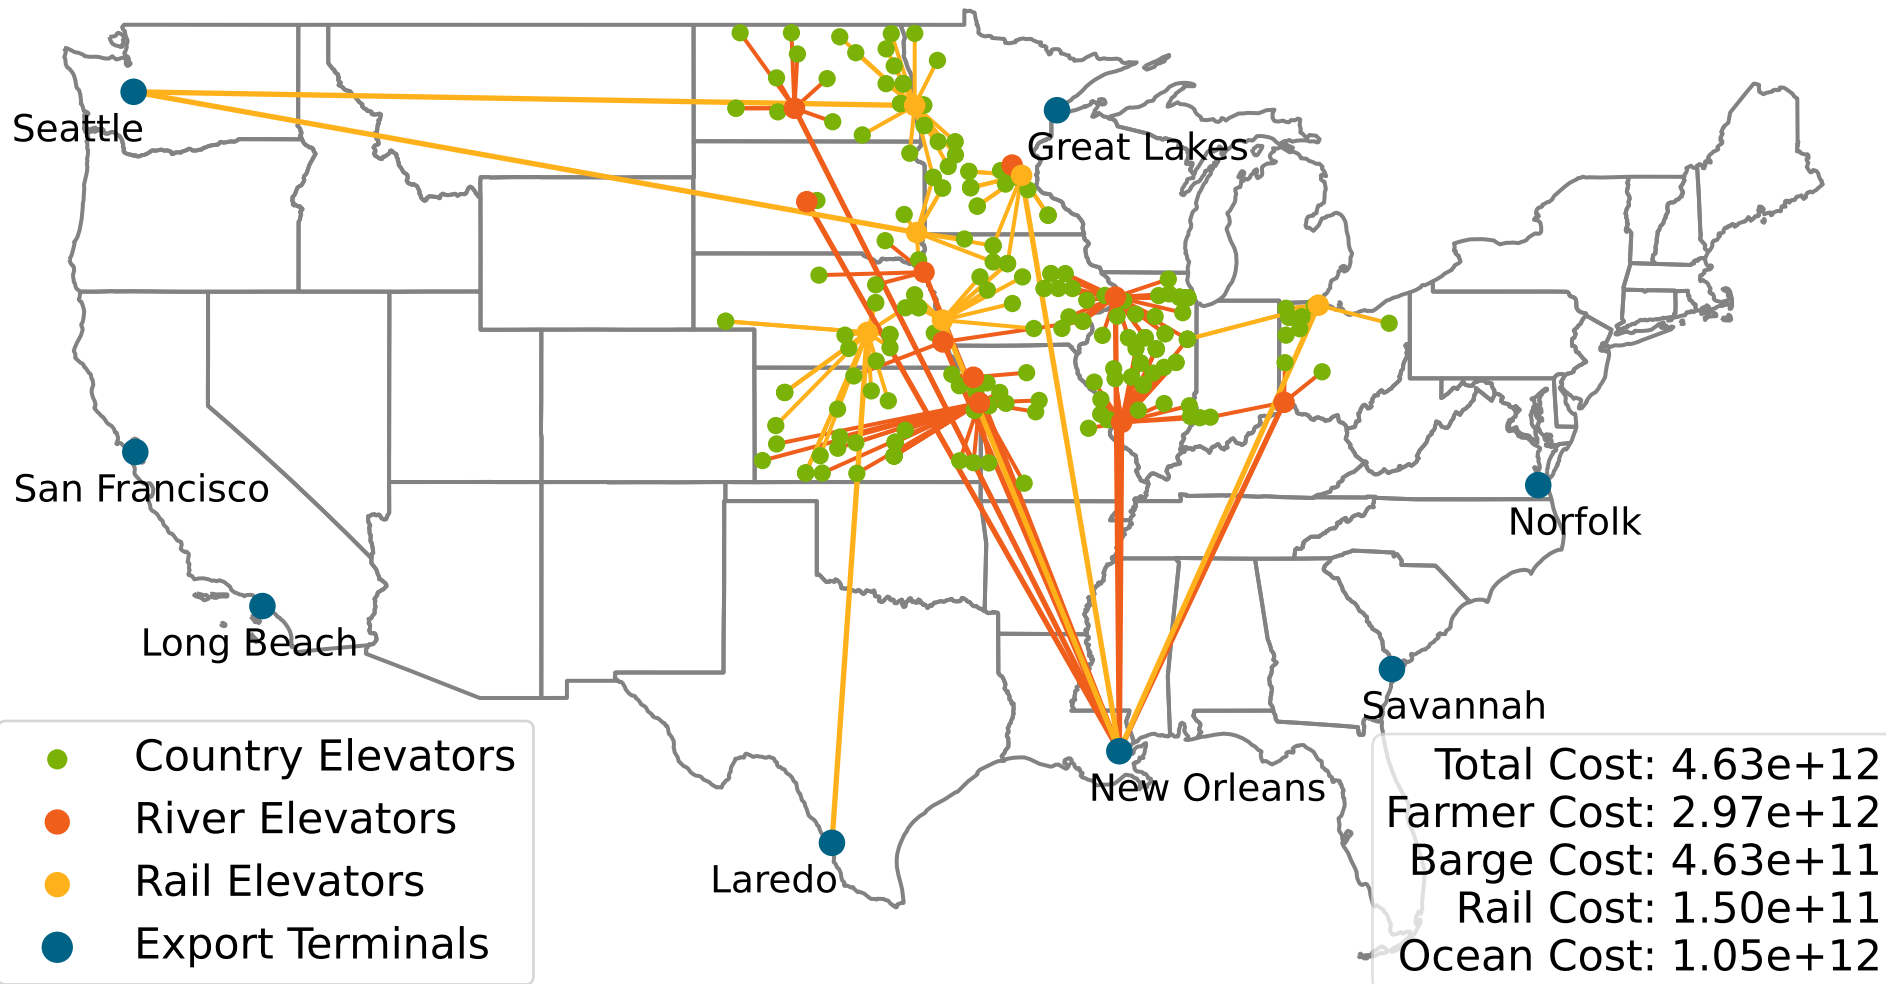 Seattle
Great Lakes
San Francisco
Norfolk
Long Beach
Savannah
New Orleans
Laredo
Country Elevators
River Elevators
Rail Elevators
Export Terminals
Total Cost: 4.63e+12
Farmer Cost: 2.97e+12
Barge Cost: 4.63e+11
Rail Cost: 1.50e+11
Ocean Cost: 1.05e+12